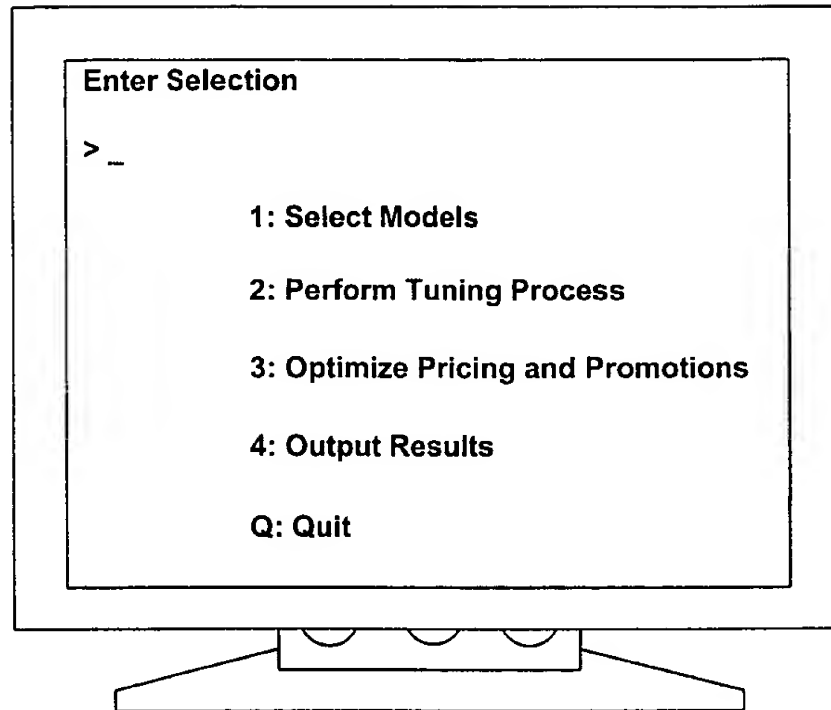 Enter Selection
> _
1: Select Models
2: Perform Tuning Process
3: Optimize Pricing and Promotions
4: Output Results
Q: Quit